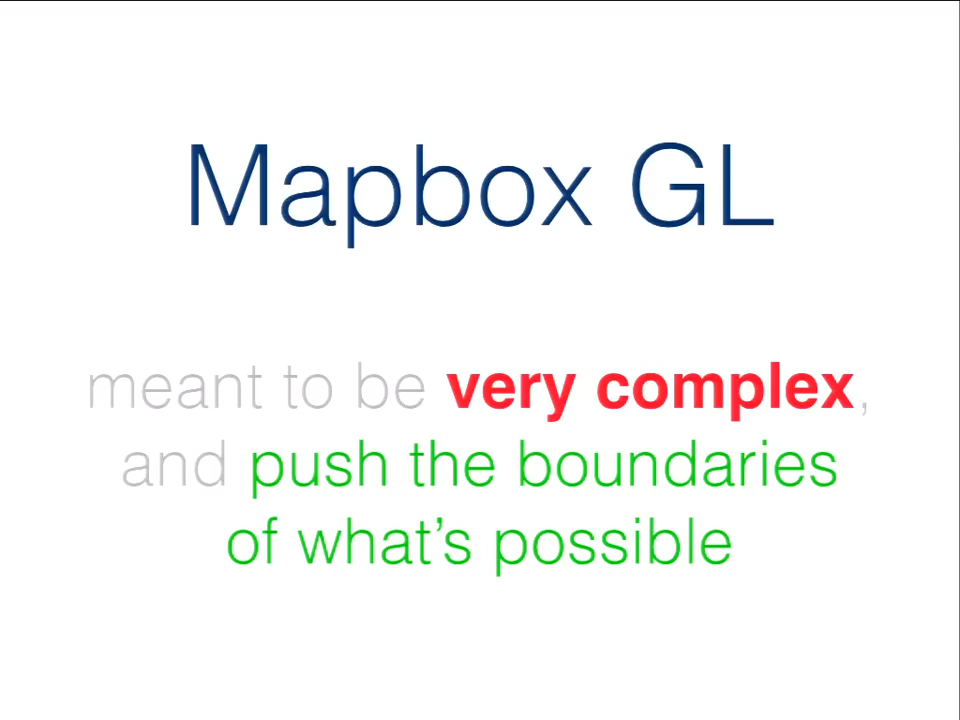 Mapbox GL
meant to be very complex,
and push the boundaries
of what’s possible